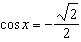 cos x = -√2/2